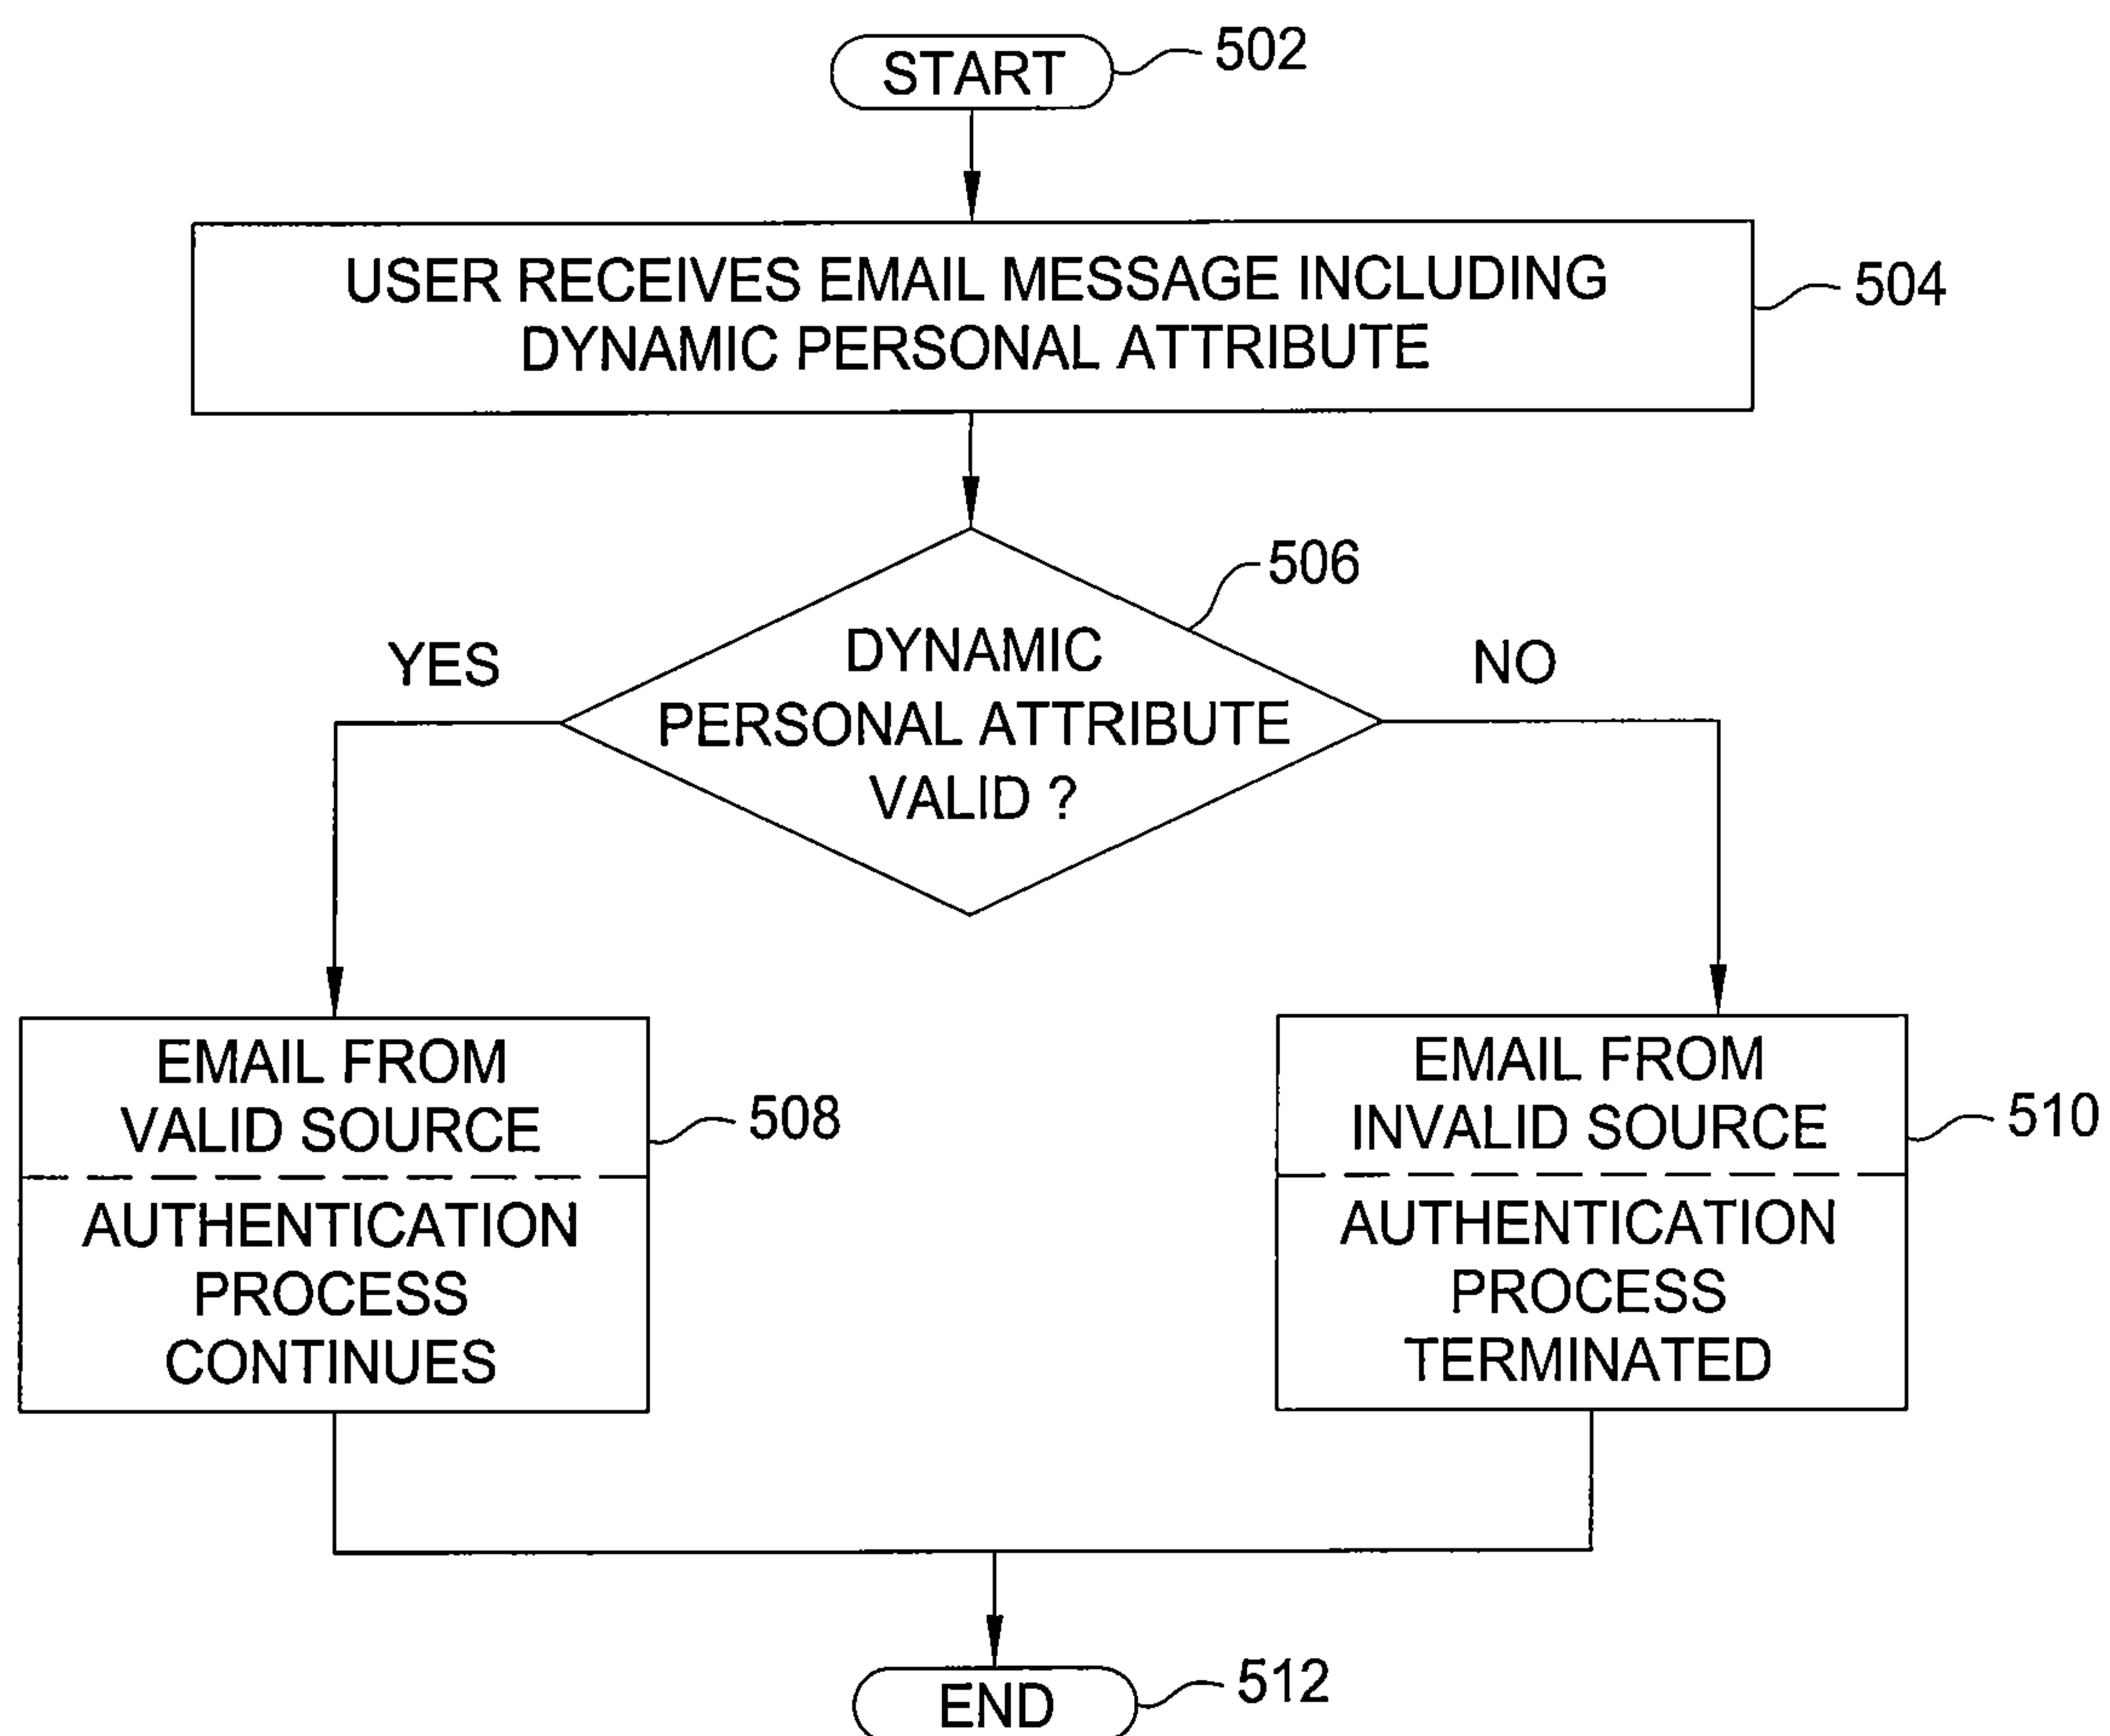 START
502
USER RECEIVES EMAIL MESSAGE INCLUDING
DYNAMIC PERSONAL ATTRIBUTE
504
506
DYNAMIC
PERSONAL ATTRIBUTE
VALID ?
YES
NO
EMAIL FROM
VALID SOURCE
AUTHENTICATION
PROCESS
CONTINUES
508
EMAIL FROM
INVALID SOURCE
AUTHENTICATION
PROCESS
TERMINATED
510
END
512